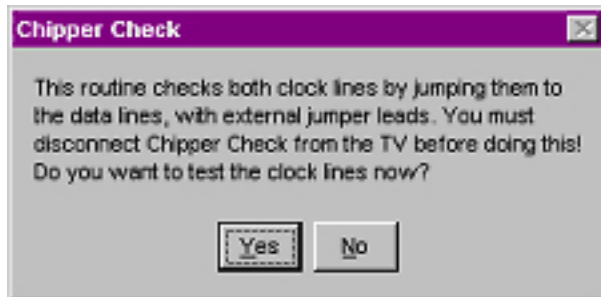 Chipper Check
This routine checks both clock lines by jumping them to
the data lines, with external jumper leads. You must
disconnect Chipper Check from the TV before doing this!
Do you want to test the clock lines now?
Yes No